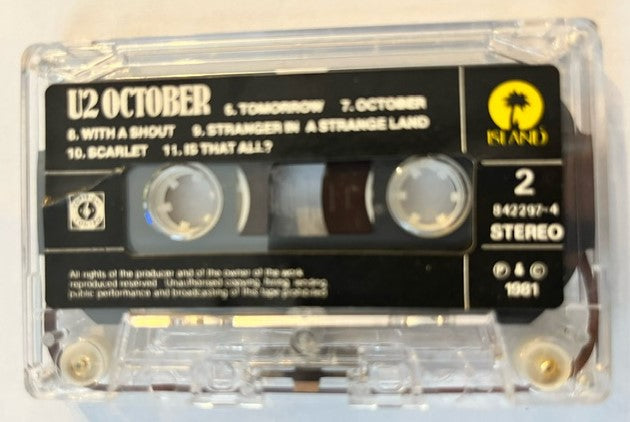 U2 OCTOBER 6. TOMORROW 7. OCTOBER
8. WITH A SHOUT 9. STRANGER IN A STRANGE LAND
10. SCARLET 11. IS THAT ALL?
ISLAND
2
842297-4
STEREO
P & C
1981
All rights of the producer and of the owner of the work
reproduced reserved. Unauthorised copying, hiring, lending
public performance and broadcasting of this tape prohibited